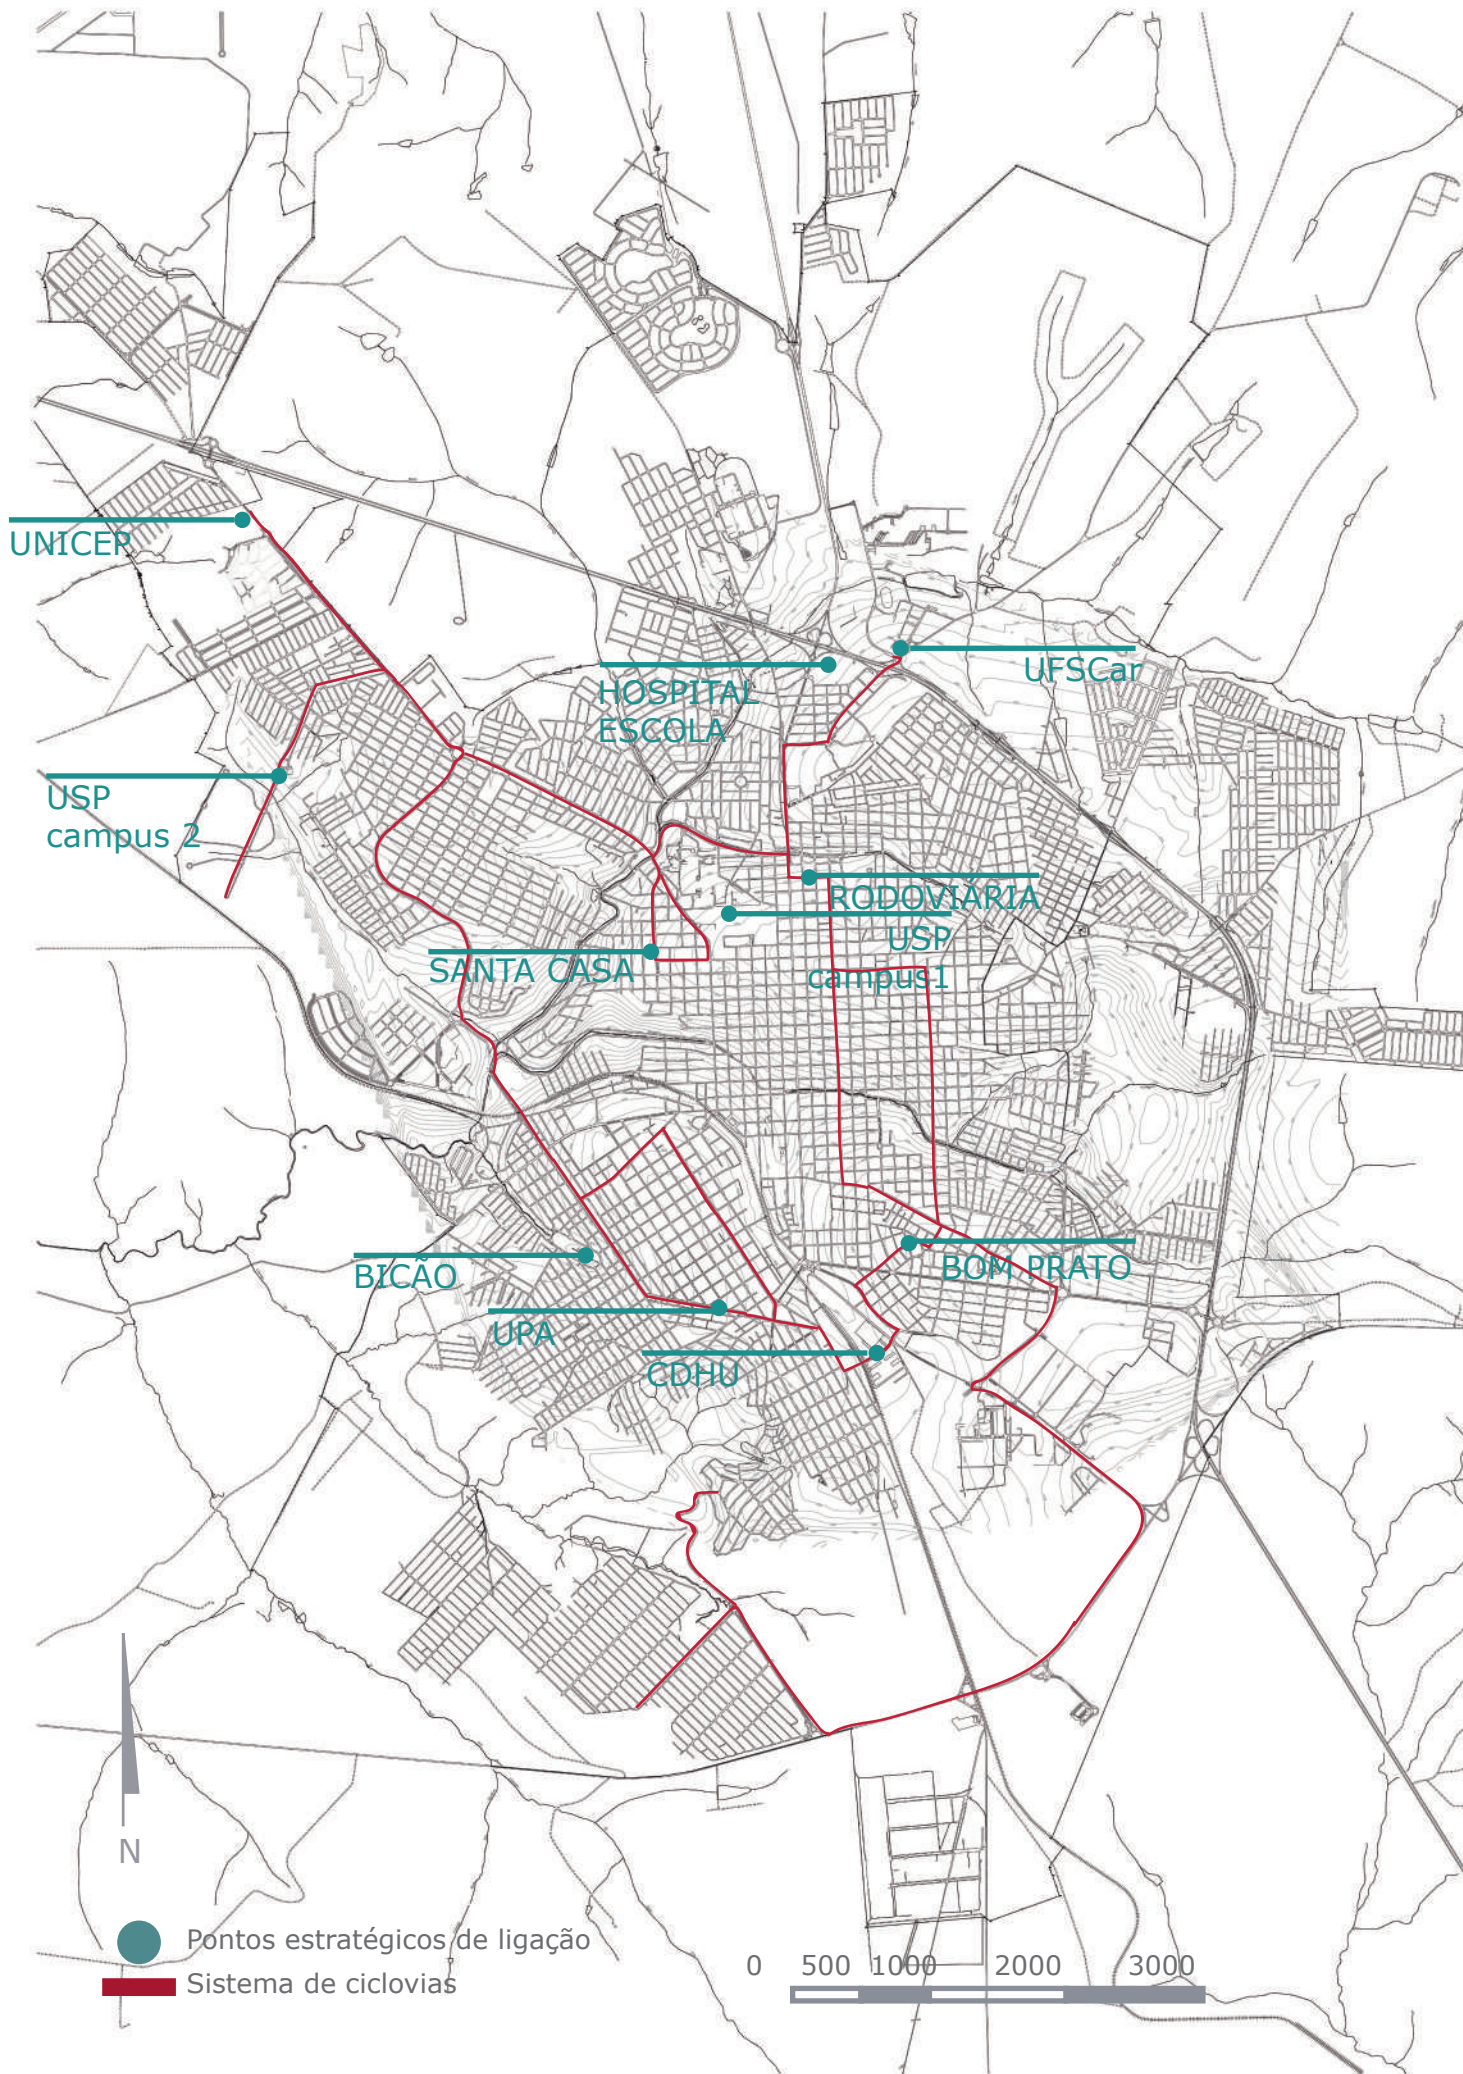 UNICEP
HOSPITAL
ESCOLA
UFSCar
USP
campus 2
RODOVIÁRIA
USP
campus1
SANTA CASA
BICÃO
BOM PRATO
UPA
CDHU
N
Pontos estratégicos de ligação
Sistema de ciclovias
0 500 1000 2000 3000